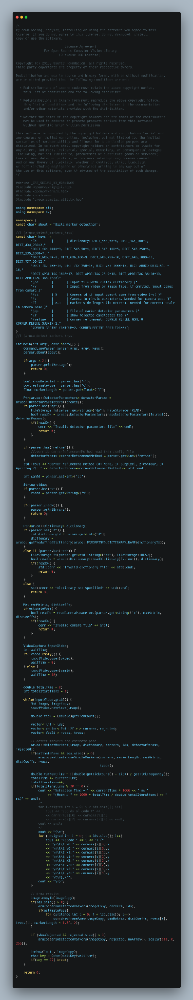 /*
By downloading, copying, installing or using the software you agree to this
license. If you do not agree to this license, do not download, install,
copy or use the software.
License Agreement
For Open Source Computer Vision Library
(3-clause BSD License)
Copyright (C) 2013, OpenCV Foundation, all rights reserved.
Third party copyrights are property of their respective owners.
Redistribution and use in source and binary forms, with or without modification,
are permitted provided that the following conditions are met:
* Redistributions of source code must retain the above copyright notice,
this list of conditions and the following disclaimer.
* Redistributions in binary form must reproduce the above copyright notice,
this list of conditions and the following disclaimer in the documentation
and/or other materials provided with the distribution.
* Neither the names of the copyright holders nor the names of the contributors
may be used to endorse or promote products derived from this software
without specific prior written permission.
This software is provided by the copyright holders and contributors "as is" and
any express or implied warranties, including, but not limited to, the implied
warranties of merchantability and fitness for a particular purpose are
disclaimed. In no event shall copyright holders or contributors be liable for
any direct, indirect, incidental, special, exemplary, or consequential damages
(including, but not limited to, procurement of substitute goods or services;
loss of use, data, or profits; or business interruption) however caused
and on any theory of liability, whether in contract, strict liability,
or tort (including negligence or otherwise) arising in any way out of
the use of this software, even if advised of the possibility of such damage.
*/
#define _CRT_SECURE_NO_WARNINGS
#include <opencv2/highgui.hpp>
#include <opencv2/aruco.hpp>
#include <iostream>
#include "aruco_samples_utility.hpp"
using namespace std;
using namespace cv;
namespace {
const char* about = "Basic marker detection";
//! [aruco_detect_markers_keys]
const char* keys =
"{d        |       | dictionary: DICT_4X4_50=0, DICT_4X4_100=1,
DICT_4X4_250=2,"
"DICT_4X4_1000=3, DICT_5X5_50=4, DICT_5X5_100=5, DICT_5X5_250=6,
DICT_5X5_1000=7, "
"DICT_6X6_50=8, DICT_6X6_100=9, DICT_6X6_250=10, DICT_6X6_1000=11,
DICT_7X7_50=12,"
"DICT_7X7_100=13, DICT_7X7_250=14, DICT_7X7_1000=15, DICT_ARUCO_ORIGINAL =
16,"
"DICT_APRILTAG_16h5=17, DICT_APRILTAG_25h9=18, DICT_APRILTAG_36h10=19,
DICT_APRILTAG_36h11=20}"
"{cd       |       | Input file with custom dictionary }"
"{v        |       | Input from video or image file, if ommited, input comes
from camera }"
"{ci       | 0     | Camera id if input doesnt come from video (-v) }"
"{c        |       | Camera intrinsic parameters. Needed for camera pose }"
"{l        | 0.1   | Marker side length (in meters). Needed for correct scale
in camera pose }"
"{dp       |       | File of marker detector parameters }"
"{r        |       | show rejected candidates too }"
"{refine   |       | Corner refinement: CORNER_REFINE_NONE=0,
CORNER_REFINE_SUBPIX=1,"
"CORNER_REFINE_CONTOUR=2, CORNER_REFINE_APRILTAG=3}";
}
//! [aruco_detect_markers_keys]
int main(int argc, char *argv[]) {
CommandLineParser parser(argc, argv, keys);
parser.about(about);
if(argc < 2) {
parser.printMessage();
return 0;
}
bool showRejected = parser.has("r");
bool estimatePose = parser.has("c");
float markerLength = parser.get<float>("l");
Ptr<aruco::DetectorParameters> detectorParams =
aruco::DetectorParameters::create();
if(parser.has("dp")) {
FileStorage fs(parser.get<string>("dp"), FileStorage::READ);
bool readOk = aruco::DetectorParameters::readDetectorParameters(fs.root(),
detectorParams);
if(!readOk) {
cerr << "Invalid detector parameters file" << endl;
return 0;
}
}
if (parser.has("refine")) {
//override cornerRefinementMethod read from config file
detectorParams->cornerRefinementMethod = parser.get<int>("refine");
}
std::cout << "Corner refinement method (0: None, 1: Subpixel, 2:contour, 3:
AprilTag 2): " << detectorParams->cornerRefinementMethod << std::endl;
int camId = parser.get<int>("ci");
String video;
if(parser.has("v")) {
video = parser.get<String>("v");
}
if(!parser.check()) {
parser.printErrors();
return 0;
}
Ptr<aruco::Dictionary> dictionary;
if (parser.has("d")) {
int dictionaryId = parser.get<int>("d");
dictionary =
aruco::getPredefinedDictionary(aruco::PREDEFINED_DICTIONARY_NAME(dictionaryId));
}
else if (parser.has("cd")) {
FileStorage fs(parser.get<std::string>("cd"), FileStorage::READ);
bool readOk = aruco::Dictionary::readDictionary(fs.root(), dictionary);
if(!readOk) {
std::cerr << "Invalid dictionary file" << std::endl;
return 0;
}
}
else {
std::cerr << "Dictionary not specified" << std::endl;
return 0;
}
Mat camMatrix, distCoeffs;
if(estimatePose) {
bool readOk = readCameraParameters(parser.get<string>("c"), camMatrix,
distCoeffs);
if(!readOk) {
cerr << "Invalid camera file" << endl;
return 0;
}
}
VideoCapture inputVideo;
int waitTime;
if(!video.empty()) {
inputVideo.open(video);
waitTime = 0;
} else {
inputVideo.open(camId);
waitTime = 10;
}
double totalTime = 0;
int totalIterations = 0;
while(inputVideo.grab()) {
Mat image, imageCopy;
inputVideo.retrieve(image);
double tick = (double)getTickCount();
vector< int > ids;
vector< vector< Point2f > > corners, rejected;
vector< Vec3d > rvecs, tvecs;
// detect markers and estimate pose
aruco::detectMarkers(image, dictionary, corners, ids, detectorParams,
rejected);
if(estimatePose && ids.size() > 0)
aruco::estimatePoseSingleMarkers(corners, markerLength, camMatrix,
distCoeffs, rvecs,
tvecs);
double currentTime = ((double)getTickCount() - tick) / getTickFrequency();
totalTime += currentTime;
totalIterations++;
if(totalIterations % 30 == 0) {
cout << "Detection Time = " << currentTime * 1000 << " ms "
<< "(Mean = " << 1000 * totalTime / double(totalIterations) << "
ms)" << endl;
/*
for (unsigned int i = 0; i < ids.size(); i++)
<< corners[i][0] << corners[i][1]
<< corners[i][2] << corners[i][3] << endl;
cout << endl;
*/
cout << "{\n";
for (unsigned int i = 0; i < ids.size(); i++)
cout << "\tcode " << i << ": {"
<< "\n\t\t x0:" << corners[i][0].x
<< "\n\t\t y0:" << corners[i][0].y
<< "\n\t\t x1:" << corners[i][1].x
<< "\n\t\t y1:" << corners[i][1].y
<< "\n\t\t x2:" << corners[i][2].x
<< "\n\t\t y2:" << corners[i][2].y
<< "\n\t\t x3:" << corners[i][3].x
<< "\n\t\t y3:" << corners[i][3].y
<< "\t\n},\n";
cout << "\n}";
}
// draw results
image.copyTo(imageCopy);
if(ids.size() > 0) {
aruco::drawDetectedMarkers(imageCopy, corners, ids);
if(estimatePose)
for (unsigned int i = 0; i < ids.size(); i++)
cv::drawFrameAxes(imageCopy, camMatrix, distCoeffs, rvecs[i],
tvecs[i], markerLength * 1.5f, 2);
}
if (showRejected && rejected.size() > 0)
aruco::drawDetectedMarkers(imageCopy, rejected, noArray(), Scalar(100, 0,
255));
imshow("out", imageCopy);
char key = (char)waitKey(waitTime);
if(key == 27) break;
}
return 0;
}